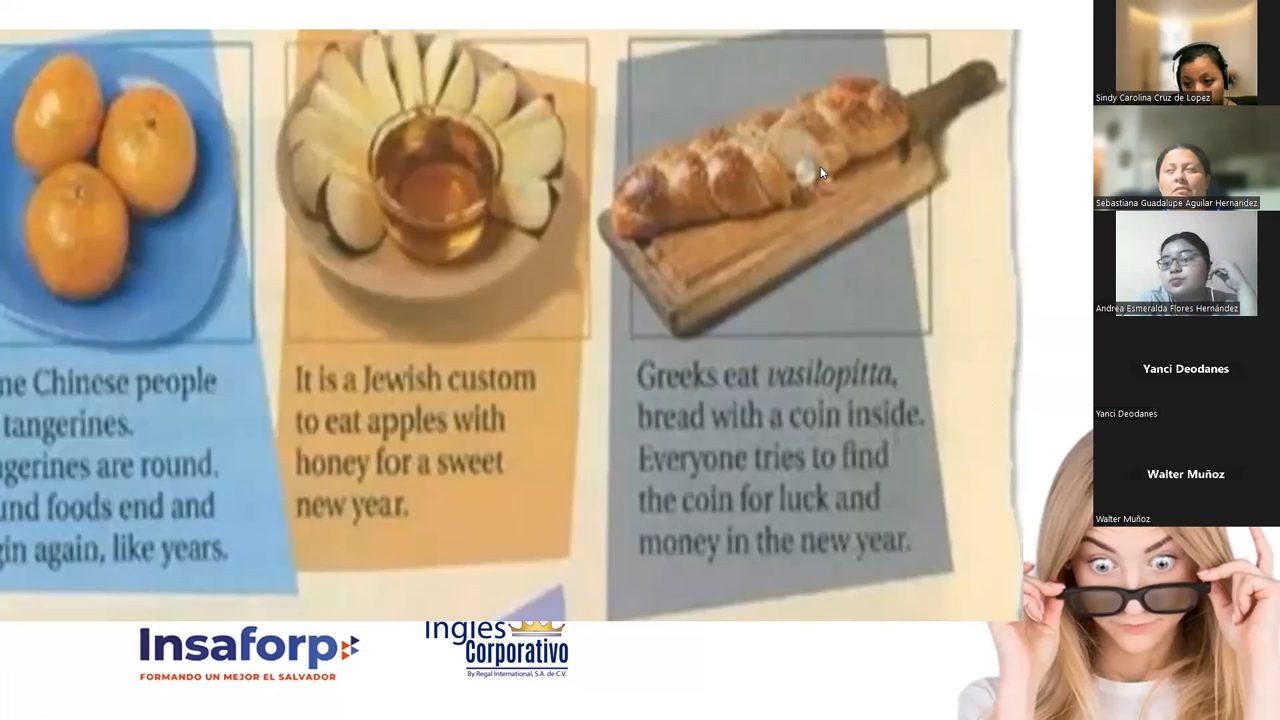 ne Chinese people
tangerines.
gerines are round.
und foods end and
gin again, like years.
It is a Jewish custom
to eat apples with
honey for a sweet
new year.
Greeks eat vasilopitta,
bread with a coin inside.
Everyone tries to find
the coin for luck and
money in the new year.
Insaforp
FORMANDO UN MEJOR EL SALVADOR
Inglés
Corporativo
By Regal International, S.A. de C.V.
Sindy Carolina Cruz de Lopez
Sebastiana Guadalupe Aguilar Hernandez
Andrea Esmeralda Flores Hernández
Yanci Deodanes
Yanci Deodanes
Walter Muñoz
Walter Muñoz